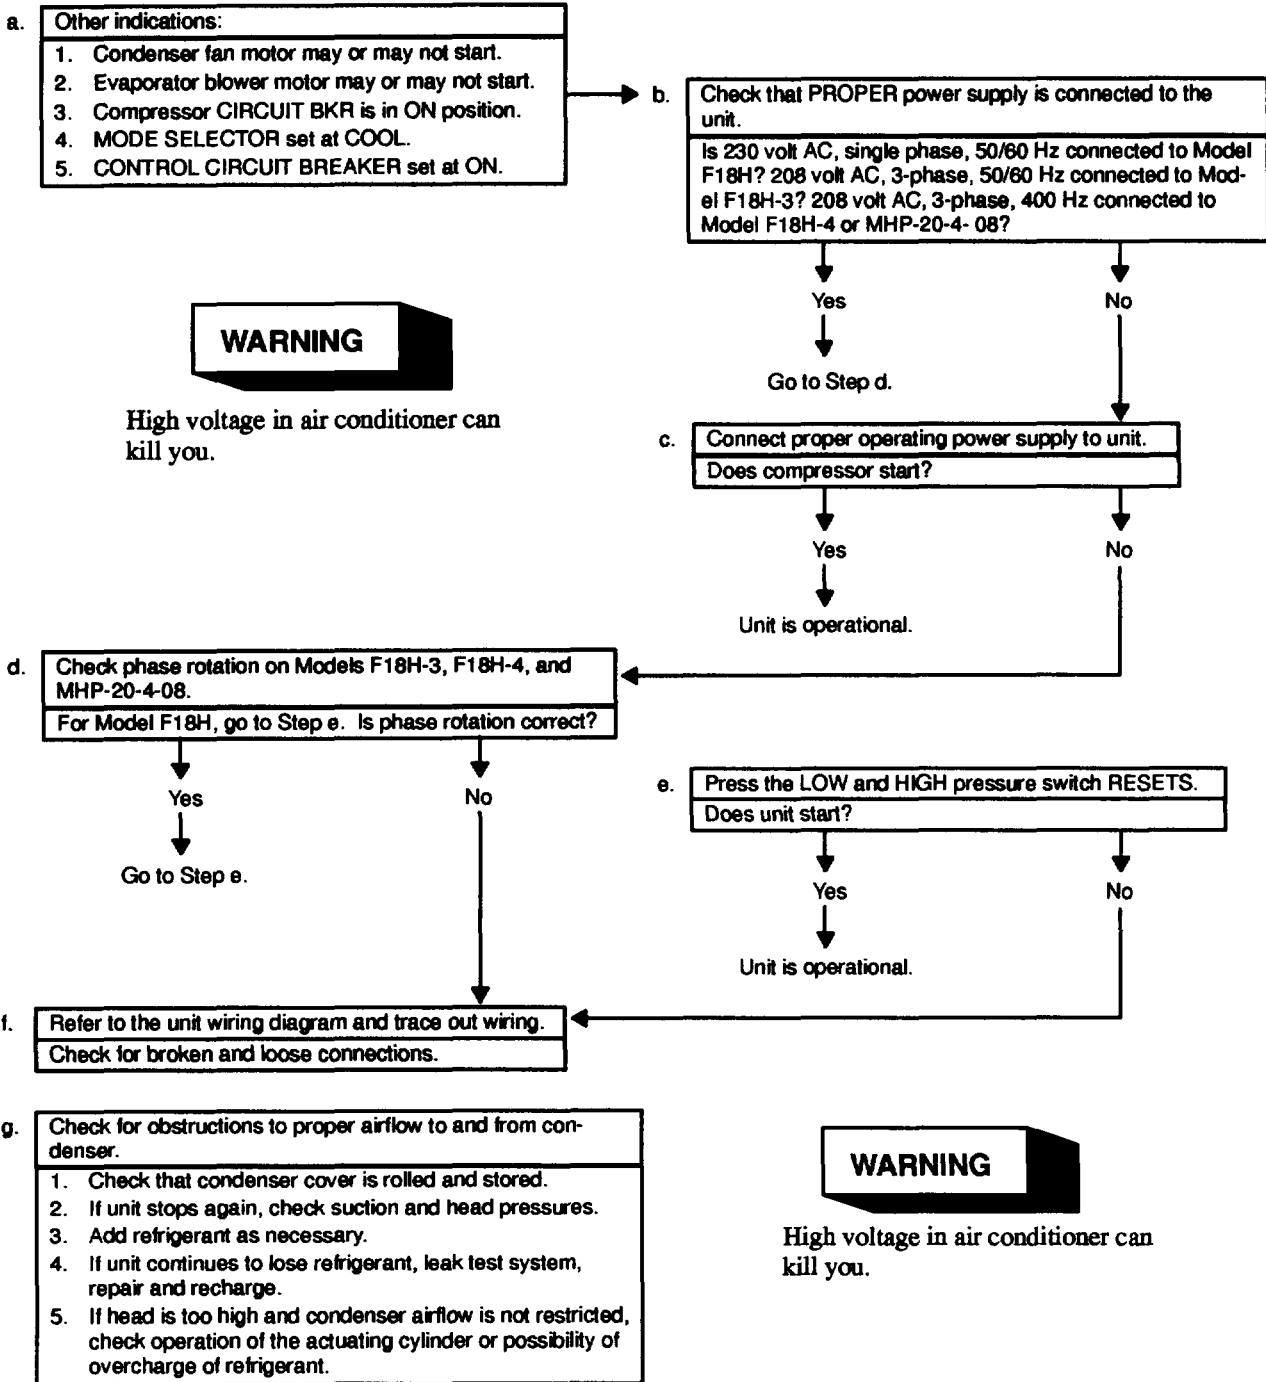 a. Other indications:
1. Condenser fan motor may or may not start.
2. Evaporator blower motor may or may not start.
3. Compressor CIRCUIT BKR is in ON position.
4. MODE SELECTOR set at COOL.
5. CONTROL CIRCUIT BREAKER set at ON.
b. Check that PROPER power supply is connected to the
unit.
Is 230 volt AC, single phase, 50/60 Hz connected to Model
F18H? 208 volt AC, 3-phase, 50/60 Hz connected to Mod-
el F18H-3? 208 volt AC, 3-phase, 400 Hz connected to
Model F18H-4 or MHP-20-4- 08?
Yes
No
Go to Step d.
WARNING
High voltage in air conditioner can
kill you.
c. Connect proper operating power supply to unit.
Does compressor start?
Yes
No
Unit is operational.
d. Check phase rotation on Models F18H-3, F18H-4, and
MHP-20-4-08.
For Model F18H, go to Step e. Is phase rotation correct?
Yes
No
Go to Step e.
e. Press the LOW and HIGH pressure switch RESETS.
Does unit start?
Yes
No
Unit is operational.
f. Refer to the unit wiring diagram and trace out wiring.
Check for broken and loose connections.
g. Check for obstructions to proper airflow to and from con-
denser.
1. Check that condenser cover is rolled and stored.
2. If unit stops again, check suction and head pressures.
3. Add refrigerant as necessary.
4. If unit continues to lose refrigerant, leak test system,
repair and recharge.
5. If head is too high and condenser airflow is not restricted,
check operation of the actuating cylinder or possibility of
overcharge of refrigerant.
WARNING
High voltage in air conditioner can
kill you.